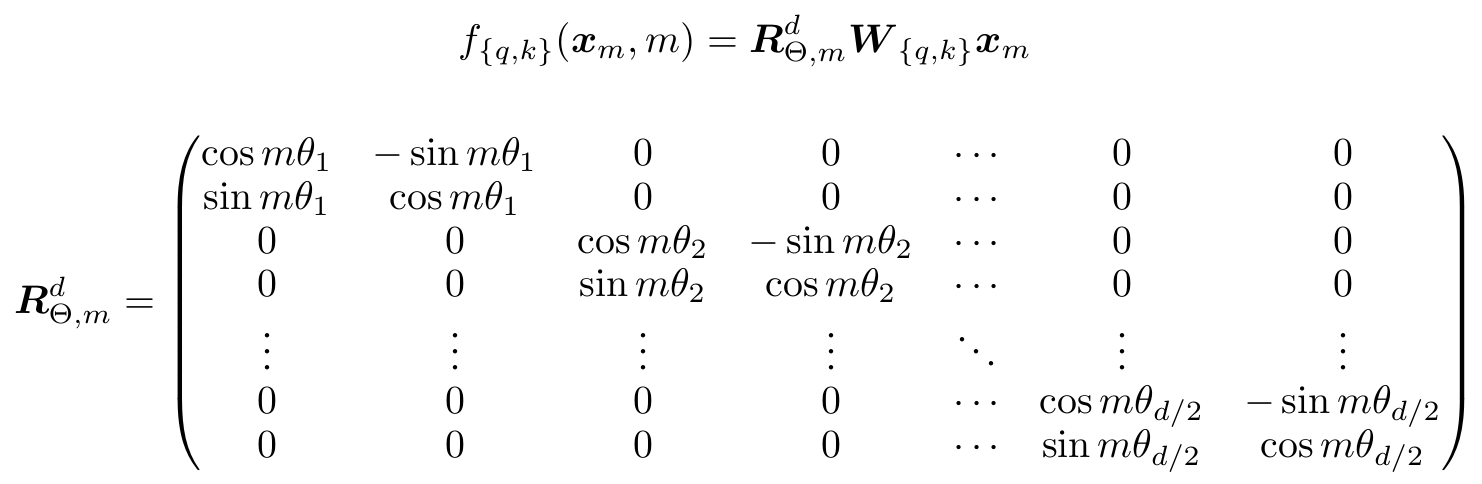 f_{\{q,k\}}(\boldsymbol{x}_m, m) = \boldsymbol{R}^d_{\Theta,m} \boldsymbol{W}_{\{q,k\}} \boldsymbol{x}_m
\boldsymbol{R}^d_{\Theta,m} = \begin{pmatrix}
\cos m\theta_1 & -\sin m\theta_1 & 0 & 0 & \cdots & 0 & 0 \\
\sin m\theta_1 & \cos m\theta_1 & 0 & 0 & \cdots & 0 & 0 \\
0 & 0 & \cos m\theta_2 & -\sin m\theta_2 & \cdots & 0 & 0 \\
0 & 0 & \sin m\theta_2 & \cos m\theta_2 & \cdots & 0 & 0 \\
\vdots & \vdots & \vdots & \vdots & \ddots & \vdots & \vdots \\
0 & 0 & 0 & 0 & \cdots & \cos m\theta_{d/2} & -\sin m\theta_{d/2} \\
0 & 0 & 0 & 0 & \cdots & \sin m\theta_{d/2} & \cos m\theta_{d/2}
\end{pmatrix}